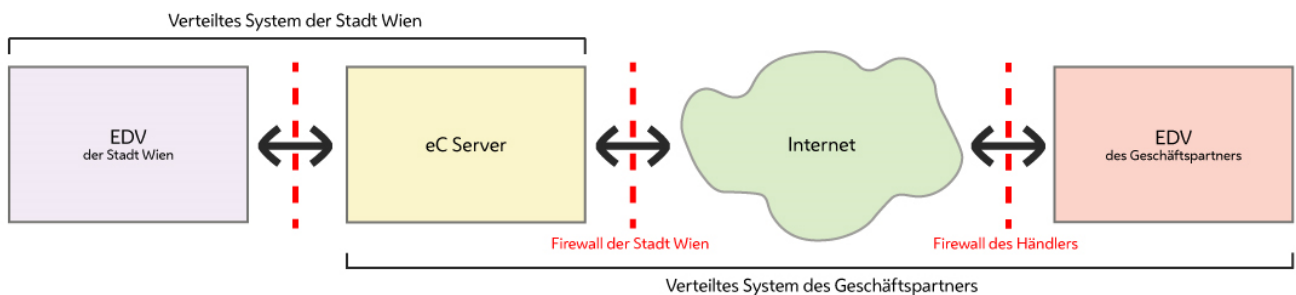 Verteiltes System der Stadt Wien
EDV
der Stadt Wien
eC Server
Internet
EDV
des Geschäftspartners
Firewall der Stadt Wien
Firewall des Händlers
Verteiltes System des Geschäftspartners